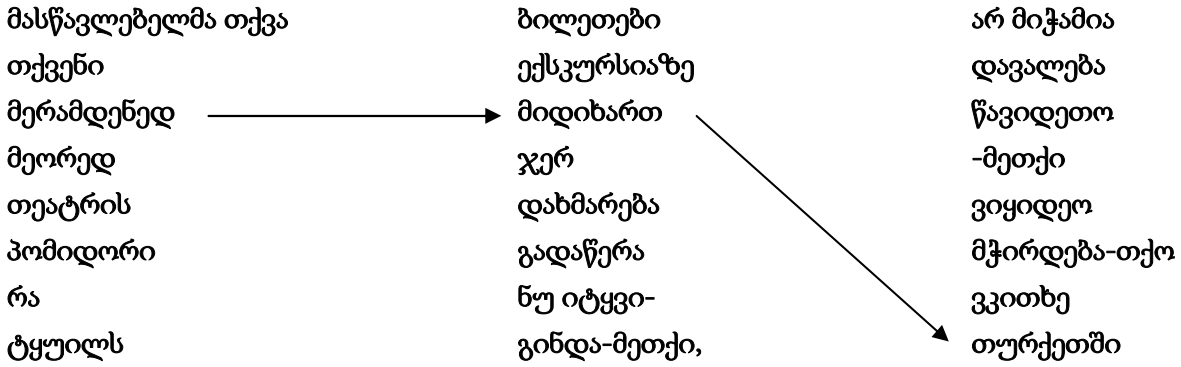 მასწავლებელმა თქვა ბილეთები არ მიჭამია
თქვენი ექსკურსიაზე დავალება
მერამდენედ მიდიხართ წავიდეთო
მეორედ ჯერ -მეთქი
თეატრის დახმარება ვიყიდეო
პომიდორი გადაწერა მჭირდება-თქო
რა ნუ იტყვი- ვკითხე
ტყუილს გინდა-მეთქი, თურქეთში